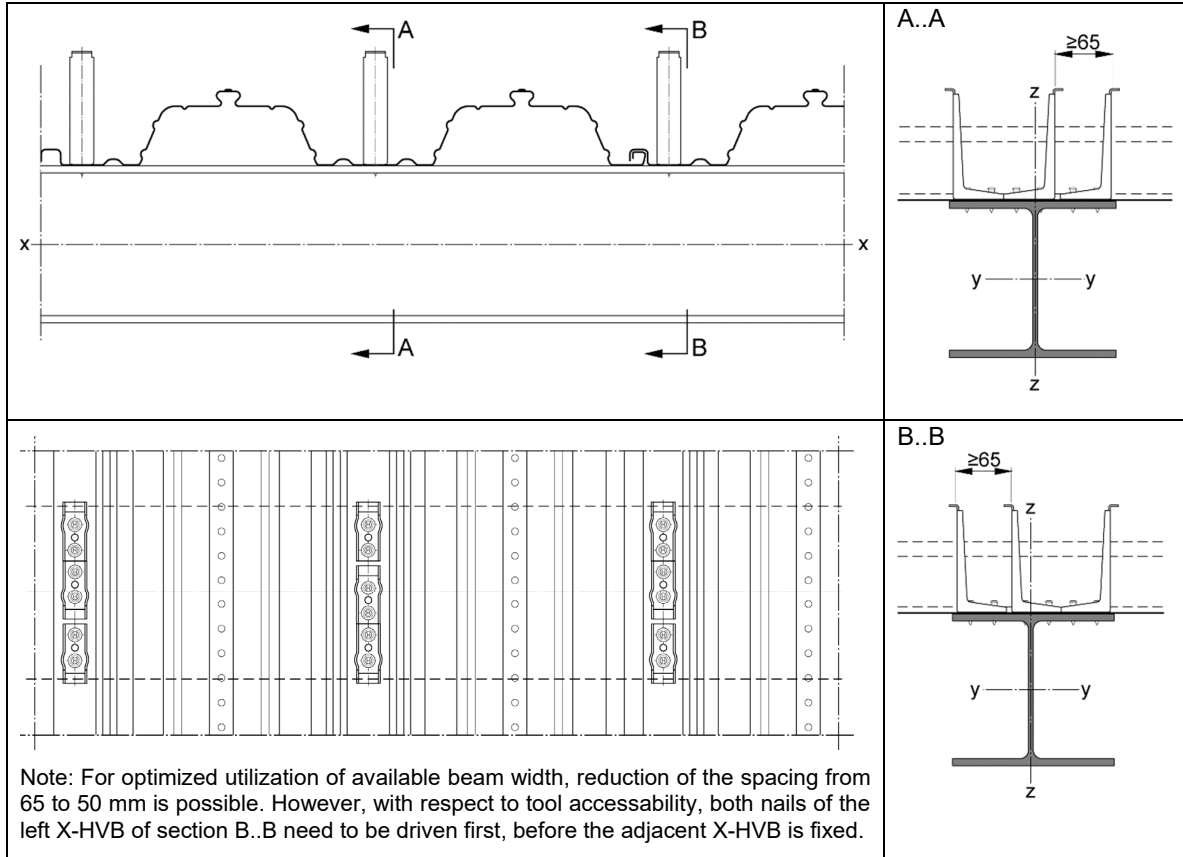 A
B
x
x
A
B
A..A
≥65
z
y
y
z
B..B
≥65
z
y
y
z
Note: For optimized utilization of available beam width, reduction of the spacing from
65 to 50 mm is possible. However, with respect to tool accessability, both nails of the
left X-HVB of section B..B need to be driven first, before the adjacent X-HVB is fixed.